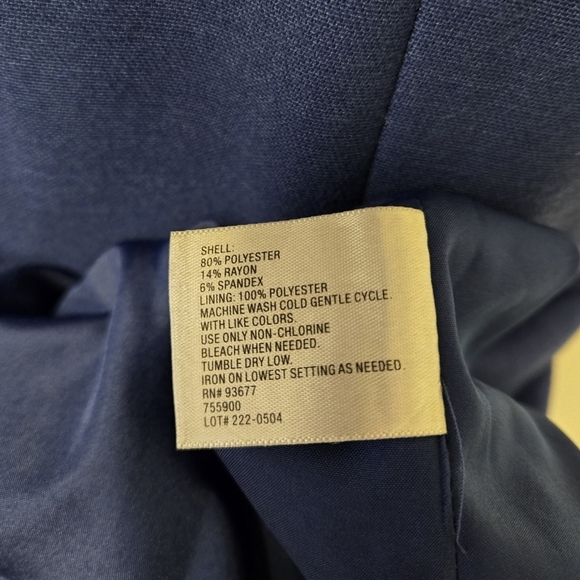 SHELL:
80% POLYESTER
14% RAYON
6% SPANDEX
LINING: 100% POLYESTER
MACHINE WASH COLD GENTLE CYCLE.
WITH LIKE COLORS.
USE ONLY NON-CHLORINE
BLEACH WHEN NEEDED.
TUMBLE DRY LOW.
IRON ON LOWEST SETTING AS NEEDED.
RN# 93677
755900
LOT# 222-0504